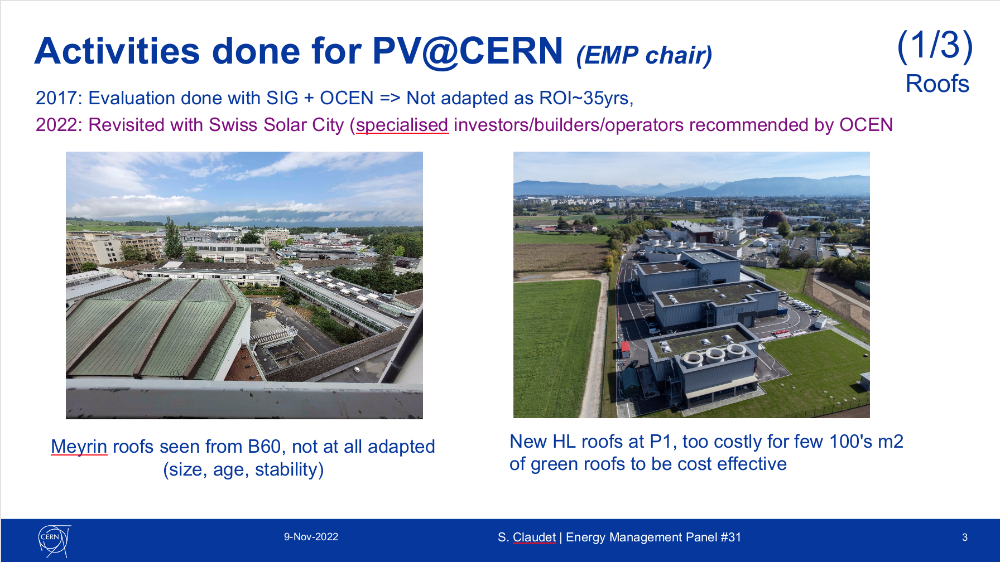 Activities done for PV@CERN (EMP chair)
(1/3)
Roofs
2017: Evaluation done with SIG + OCEN => Not adapted as ROI~35yrs,
2022: Revisited with Swiss Solar City (specialised investors/builders/operators recommended by OCEN
Meyrin roofs seen from B60, not at all adapted
(size, age, stability)
New HL roofs at P1, too costly for few 100's m2
of green roofs to be cost effective
CERN
9-Nov-2022
S. Claudet | Energy Management Panel #31
3